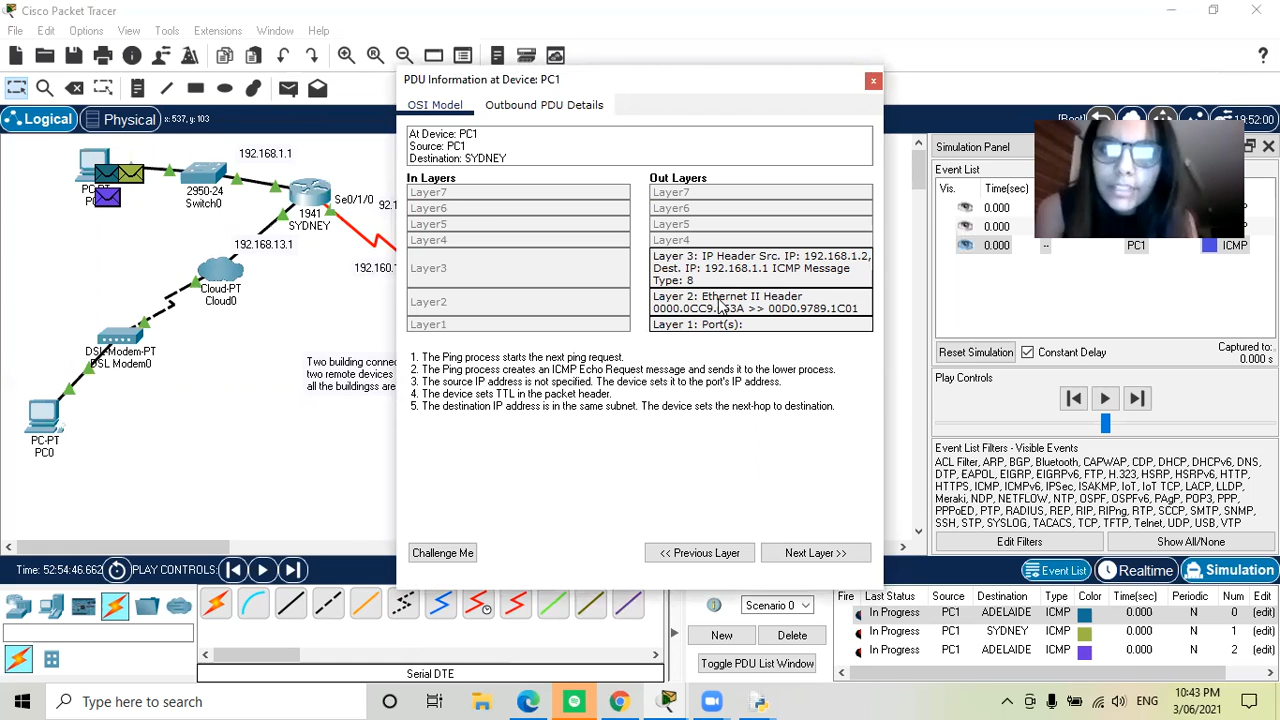 Cisco Packet Tracer
File Edit Options View Tools Extensions Window Help
Logical Physical x: 537, y: 103
[Root]
19:52:00
PDU Information at Device: PC1
OSI Model Outbound PDU Details
At Device: PC1
Source: PC1
Destination: SYDNEY
In Layers
Layer7
Layer6
Layer5
Layer4
Layer3
Layer2
Layer1
Out Layers
Layer7
Layer6
Layer5
Layer4
Layer 3: IP Header Src. IP: 192.168.1.2,
Dest. IP: 192.168.1.1 ICMP Message
Type: 8
Layer 2: Ethernet II Header
>> 00D0.9789.1C01
Layer 1: Port(s):
1. The Ping process starts the next ping request.
2. The Ping process creates an ICMP Echo Request message and sends it to the lower process.
3. The source IP address is not specified. The device sets it to the port's IP address.
4. The device sets TTL in the packet header.
5. The destination IP address is in the same subnet. The device sets the next-hop to destination.
Challenge Me << Previous Layer Next Layer >>
192.168.1.1
2950-24
Switch0
Se0/1/0
1941
SYDNEY
192.168.13.1
Cloud-PT
Cloud0
DSL-Modem-PT
DSL Modem0
PC-PT
PC0
Two building connec
two remote devices
all the buildingss are
Simulation Panel
Event List
Vis. Time(sec)
0.000
0.000
0.000 -- PC1 ICMP
Reset Simulation Constant Delay
Captured to:
0.000 s
Play Controls
Event List Filters - Visible Events
ACL Filter, ARP, BGP, Bluetooth, CAPWAP, CDP, DHCP, DHCPv6, DNS,
DTP, EAPOL, EIGRP, EIGRPv6, FTP, H.323, HSRP, HSRPv6, HTTP,
HTTPS, ICMP, ICMPv6, IPSec, ISAKMP, IoT, IoT TCP, LACP, LLDP,
Meraki, NDP, NETFLOW, NTP, OSPF, OSPFv6, PAgP, POP3, PPP,
PPPoED, PTP, RADIUS, REP, RIP, RIPng, RTP, SCCP, SMTP, SNMP,
SSH, STP, SYSLOG, TACACS, TCP, TFTP, Telnet, UDP, USB, VTP
Edit Filters Show All/None
Time: 52:54:46.662 PLAY CONTROLS:
Event List Realtime Simulation
Serial DTE
Scenario 0
New Delete
Toggle PDU List Window
Fire Last Status Source Destination Type Color Time(sec) Periodic Num Edit
In Progress PC1 ADELAIDE ICMP 0.000 N 0 (edit)
In Progress PC1 SYDNEY ICMP 0.000 N 1 (edit)
In Progress PC1 ADELAIDE ICMP 0.000 N 2 (edit)
Type here to search
ENG
10:43 PM
3/06/2021